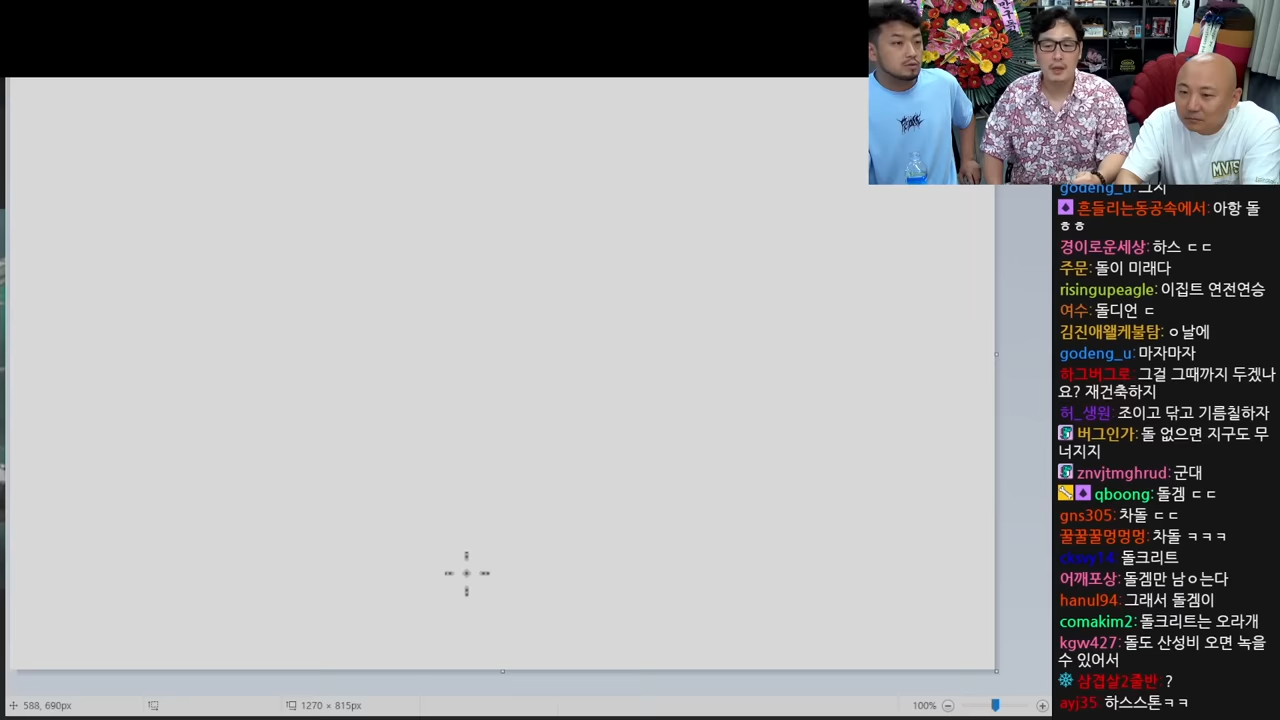 MVIS
godeng_u: 그치
흔들리는동공속에서: 아항 돌
ㅎㅎ
경이로운세상: 하스 ㄷㄷ
주문: 돌이 미래다
risingupeagle: 이집트 연전연승
여수: 돌디언 ㄷ
김진애왤케불탐: ㅇ날에
godeng_u: 마자마자
하그버그로: 그걸 그때까지 두겠나
요? 재건축하지
허_생원: 조이고 닦고 기름칠하자
버그인가: 돌 없으면 지구도 무
너지지
znvjtmghrud: 군대
qboong: 돌겜 ㄷㄷ
gns305: 차돌 ㄷㄷ
꿀꿀꿀멍멍멍: 차돌 ㅋㅋㅋ
돌크리트
어깨포상: 돌겜만 남ㅇ는다
hanul94: 그래서 돌겜이
comakim2: 돌크리트는 오라개
kgw427: 돌도 산성비 오면 녹을
수 있어서
삼겹살2줄반: ?
ayj35: 하스스톤ㅋㅋ
588, 690px
1270 × 815px
100%